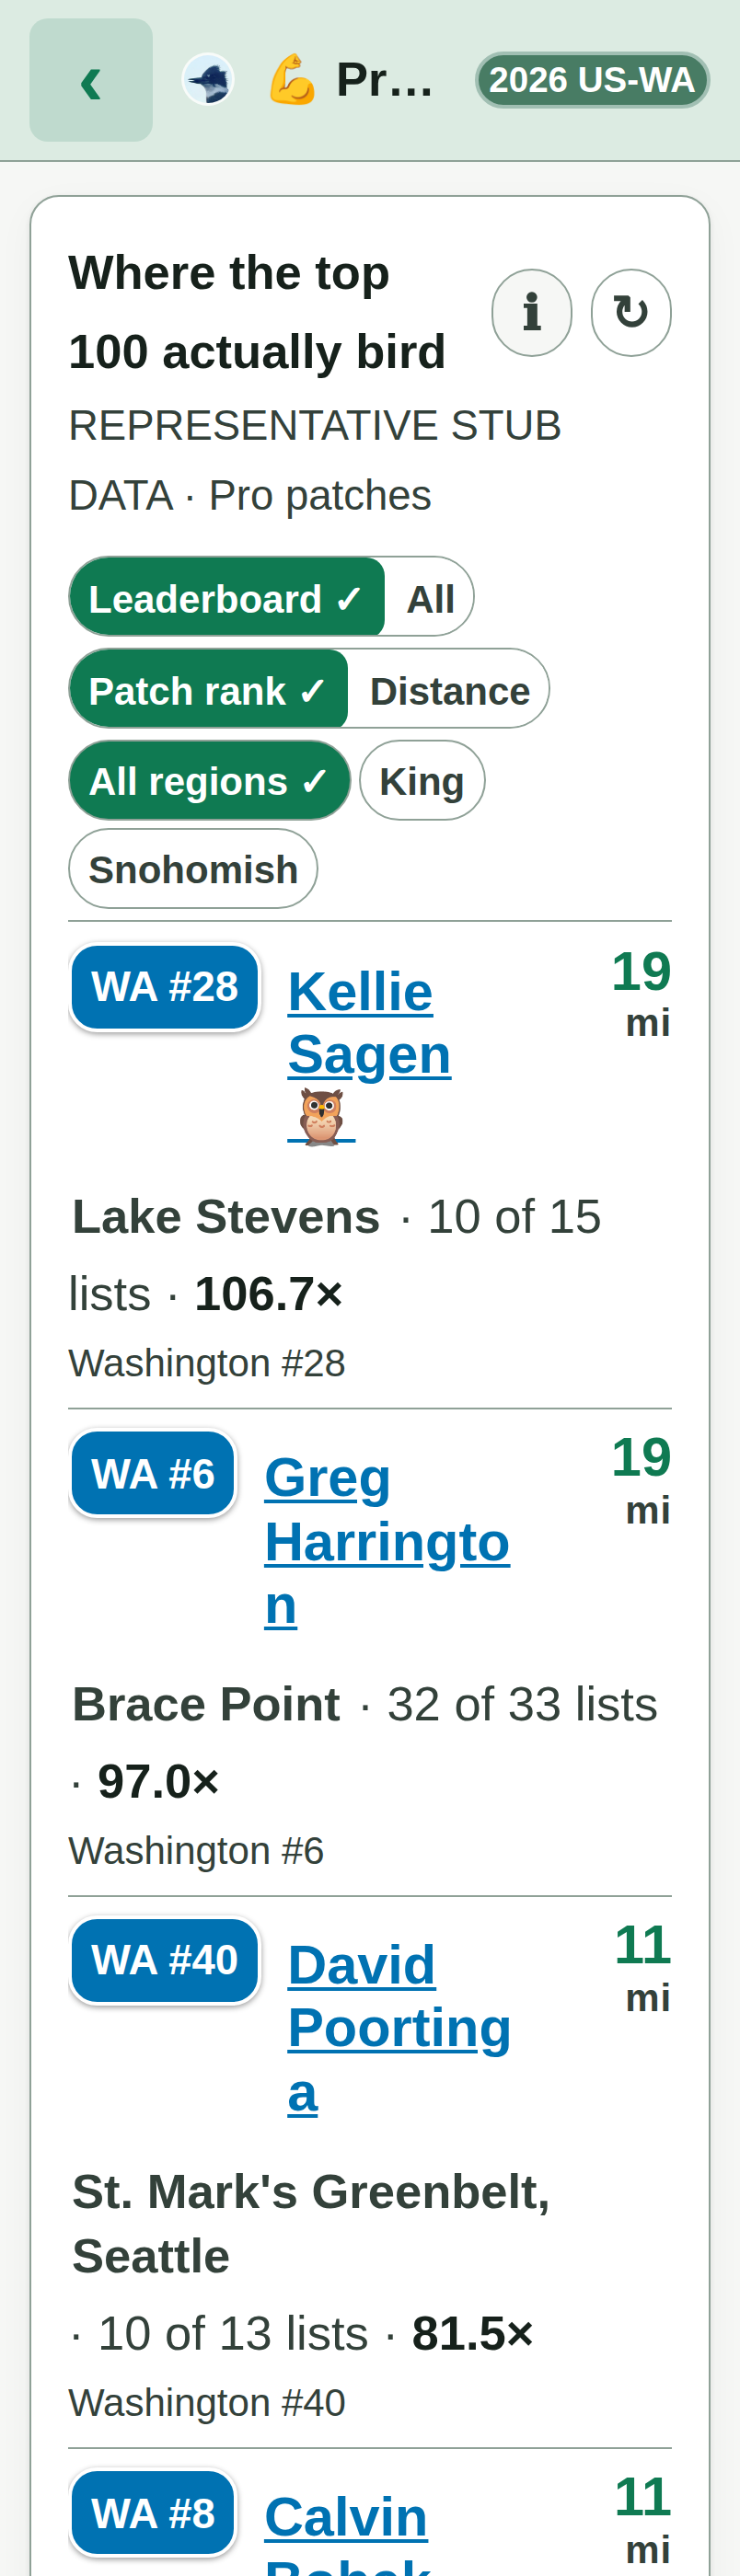 ‹ 💪 Pr... 2026 US-WA
Where the top
100 actually bird
ℹ ↻
REPRESENTATIVE STUB
DATA · Pro patches
Leaderboard ✓ All
Patch rank ✓ Distance
All regions ✓ King
Snohomish
WA #28 Kellie 19
Sagen mi
🦉
Lake Stevens · 10 of 15
lists · 106.7×
Washington #28
WA #6 Greg 19
Harringto mi
n
Brace Point · 32 of 33 lists
· 97.0×
Washington #6
WA #40 David 11
Poorting mi
a
St. Mark's Greenbelt,
Seattle
· 10 of 13 lists · 81.5×
Washington #40
WA #8 Calvin 11
mi